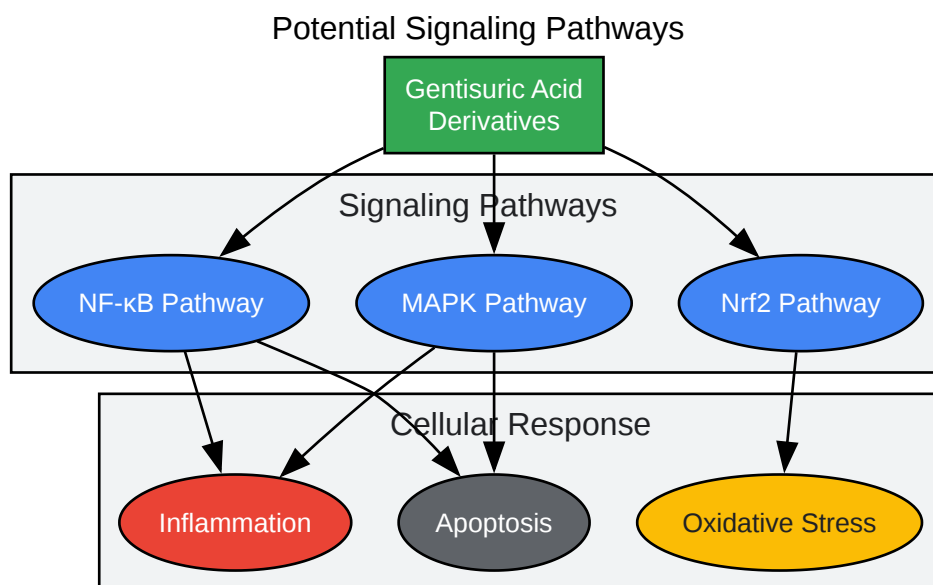 Potential Signaling Pathways
Gentisuric Acid
Derivatives
Signaling Pathways
NF-κB Pathway
MAPK Pathway
Nrf2 Pathway
Cellular Response
Inflammation
Apoptosis
Oxidative Stress